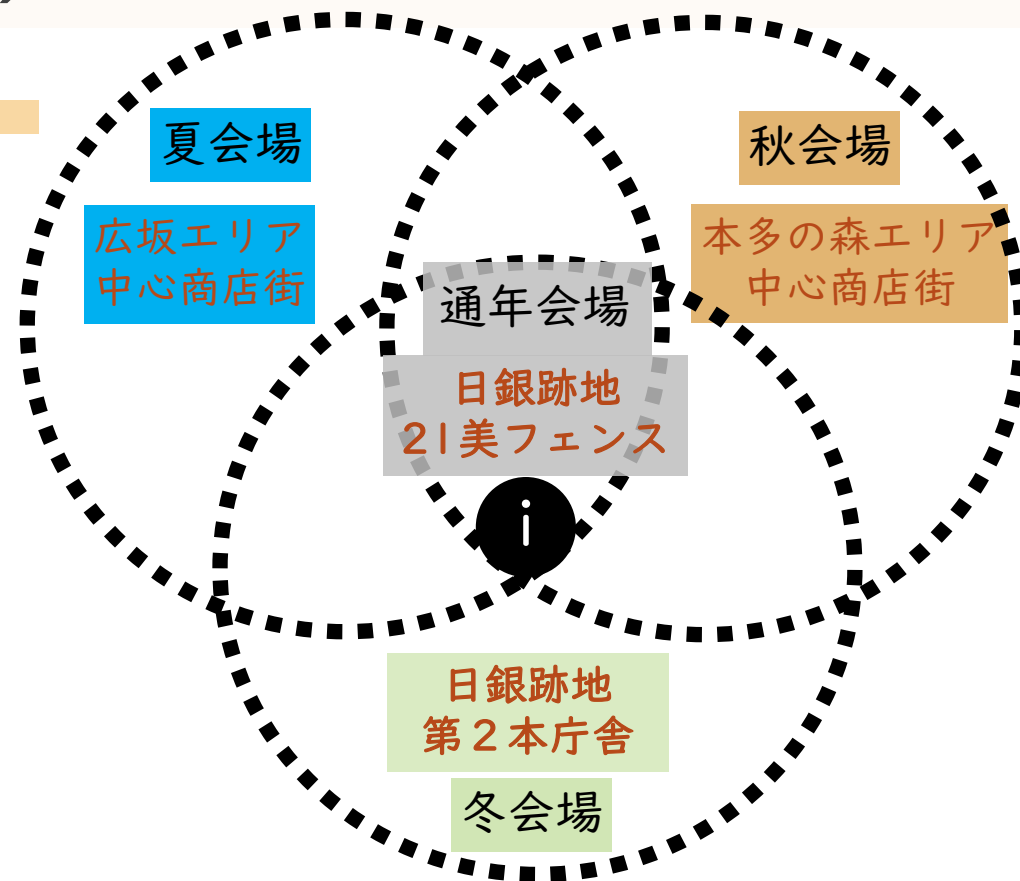 夏会場
広坂エリア
中心商店街
秋会場
本多の森エリア
中心商店街
通年会場
日銀跡地
21美フェンス
i
日銀跡地
第２本庁舎
冬会場